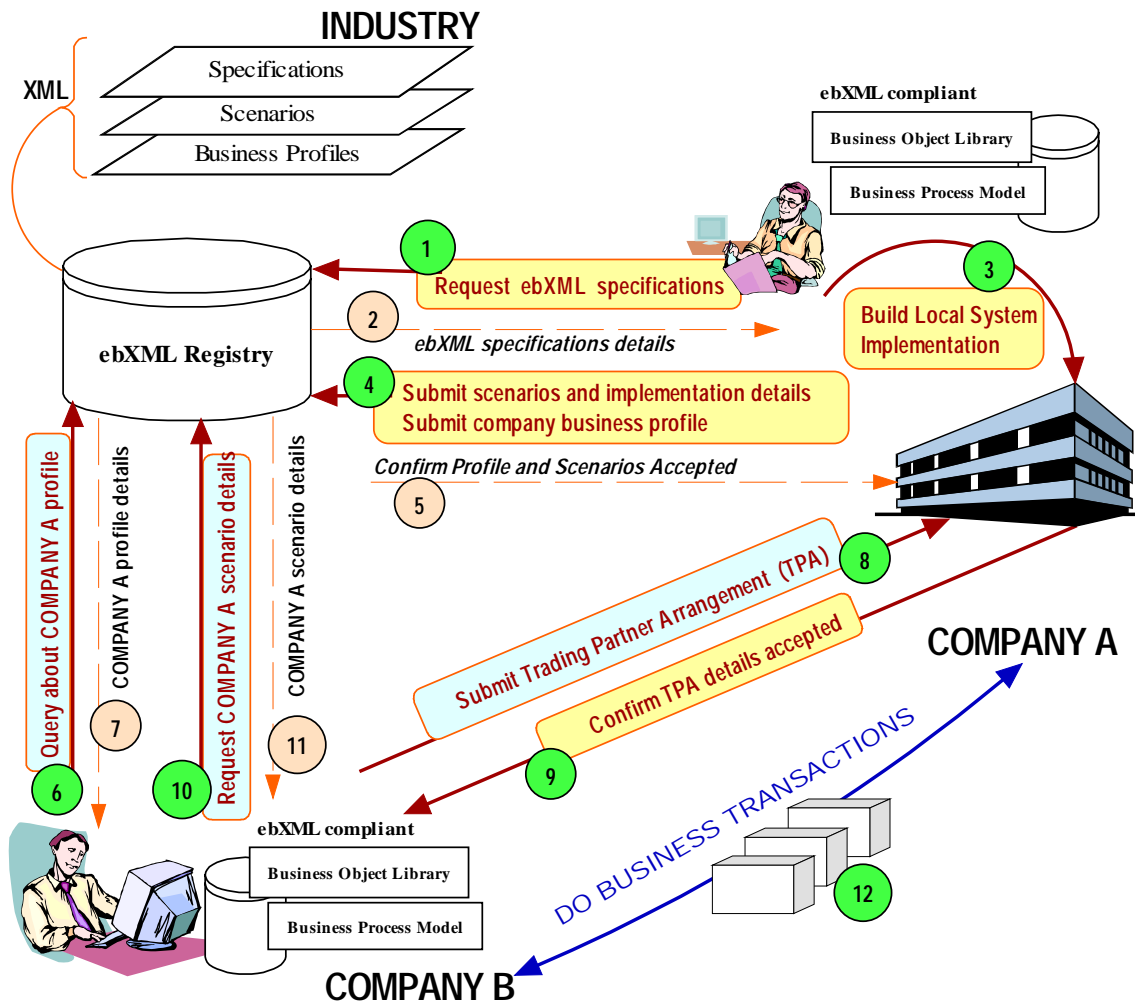 INDUSTRY
XML
Specifications
Scenarios
Business Profiles
ebXML compliant
Business Object Library
Business Process Model
1
Request ebXML specifications
2
ebXML specifications details
3
Build Local System
Implementation
ebXML Registry
4
Submit scenarios and implementation details
Submit company business profile
Confirm Profile and Scenarios Accepted
5
Query about COMPANY A profile
6
COMPANY A profile details
7
Submit Trading Partner Arrangement (TPA)
8
Confirm TPA details accepted
9
Request COMPANY A scenario details
10
COMPANY A scenario details
11
COMPANY A
DO BUSINESS TRANSACTIONS
12
ebXML compliant
Business Object Library
Business Process Model
COMPANY B